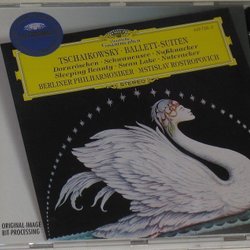 Deutsche
Grammophon
TSCHAIKOWSKY · BALLETT-SUITEN
Dornröschen · Schwanensee · Nußknacker
Sleeping Beauty · Swan Lake · Nutcracker
BERLINER PHILHARMONIKER · MSTISLAV ROSTROPOVICH
STEREO
ORIGINAL-IMAGE
BIT-PROCESSING